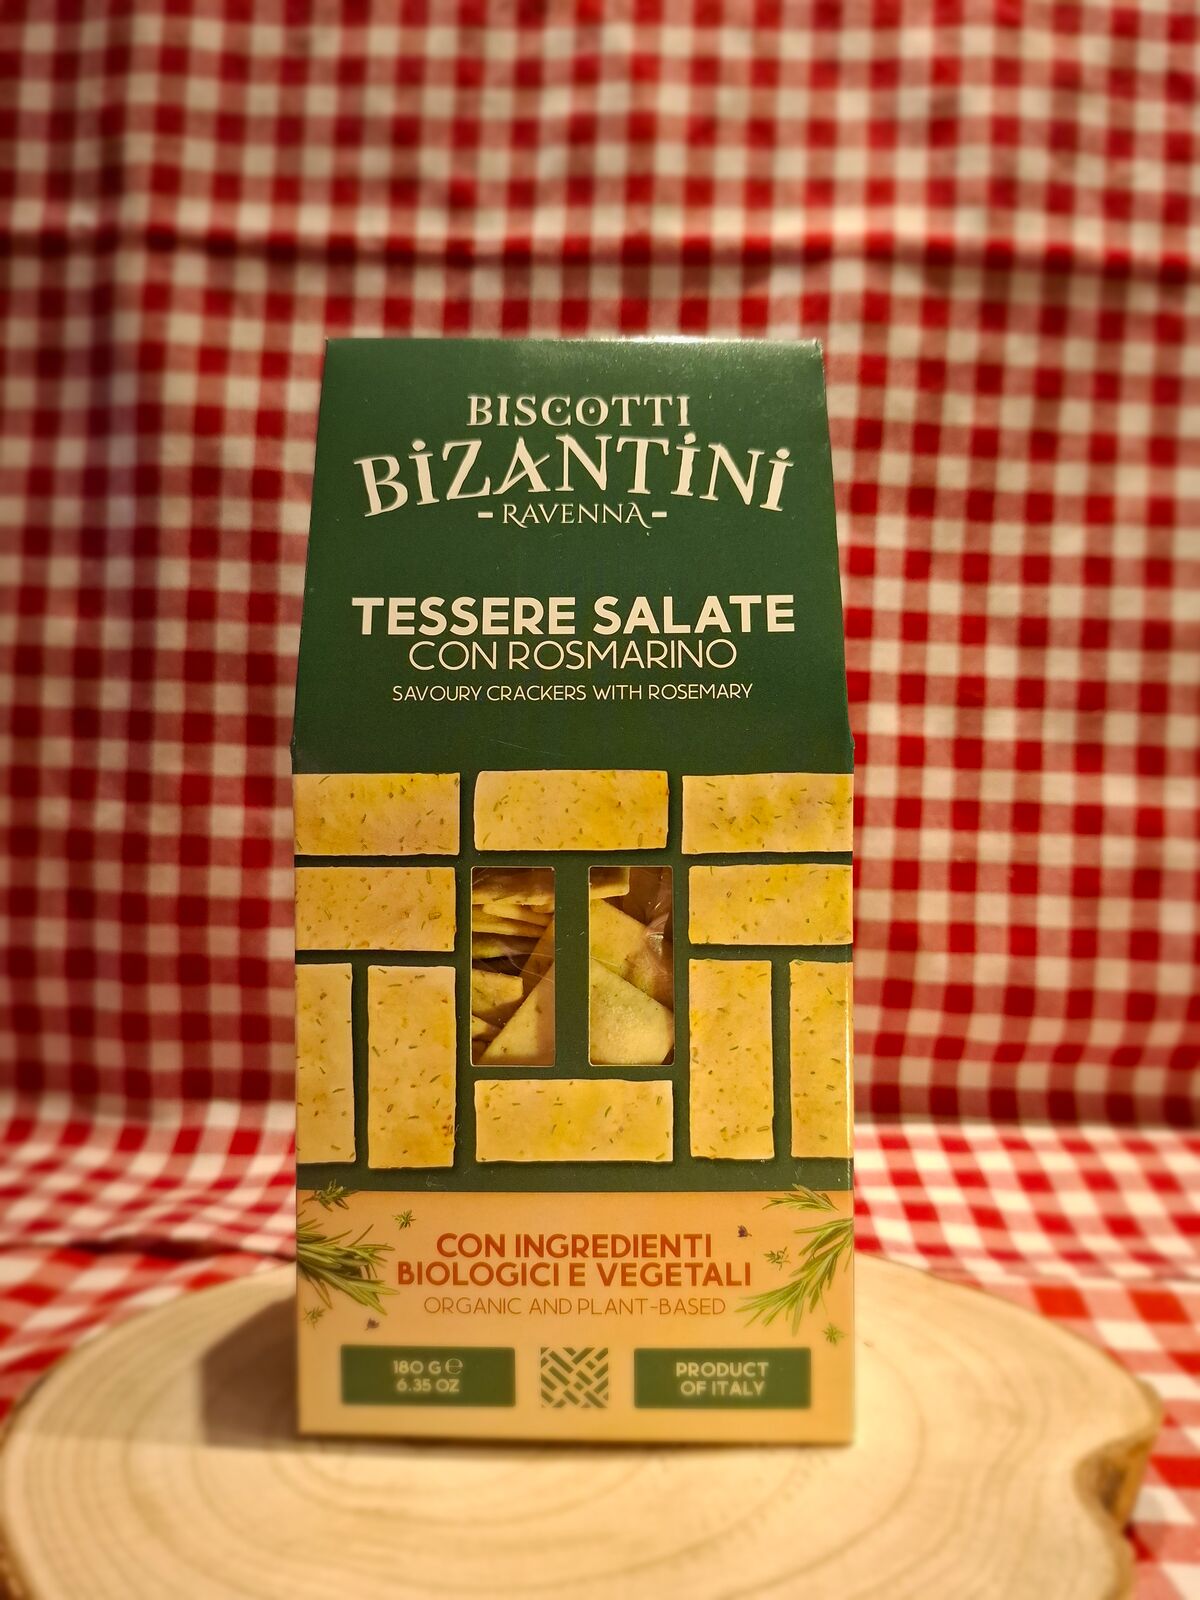 BISCOTTI
BiZANTiNi
- RAVENNA -
TESSERE SALATE
CON ROSMARINO
SAVOURY CRACKERS WITH ROSEMARY
CON INGREDIENTI
BIOLOGICI E VEGETALI
ORGANIC AND PLANT-BASED
180 G ℮
6.35 OZ
PRODUCT
OF ITALY